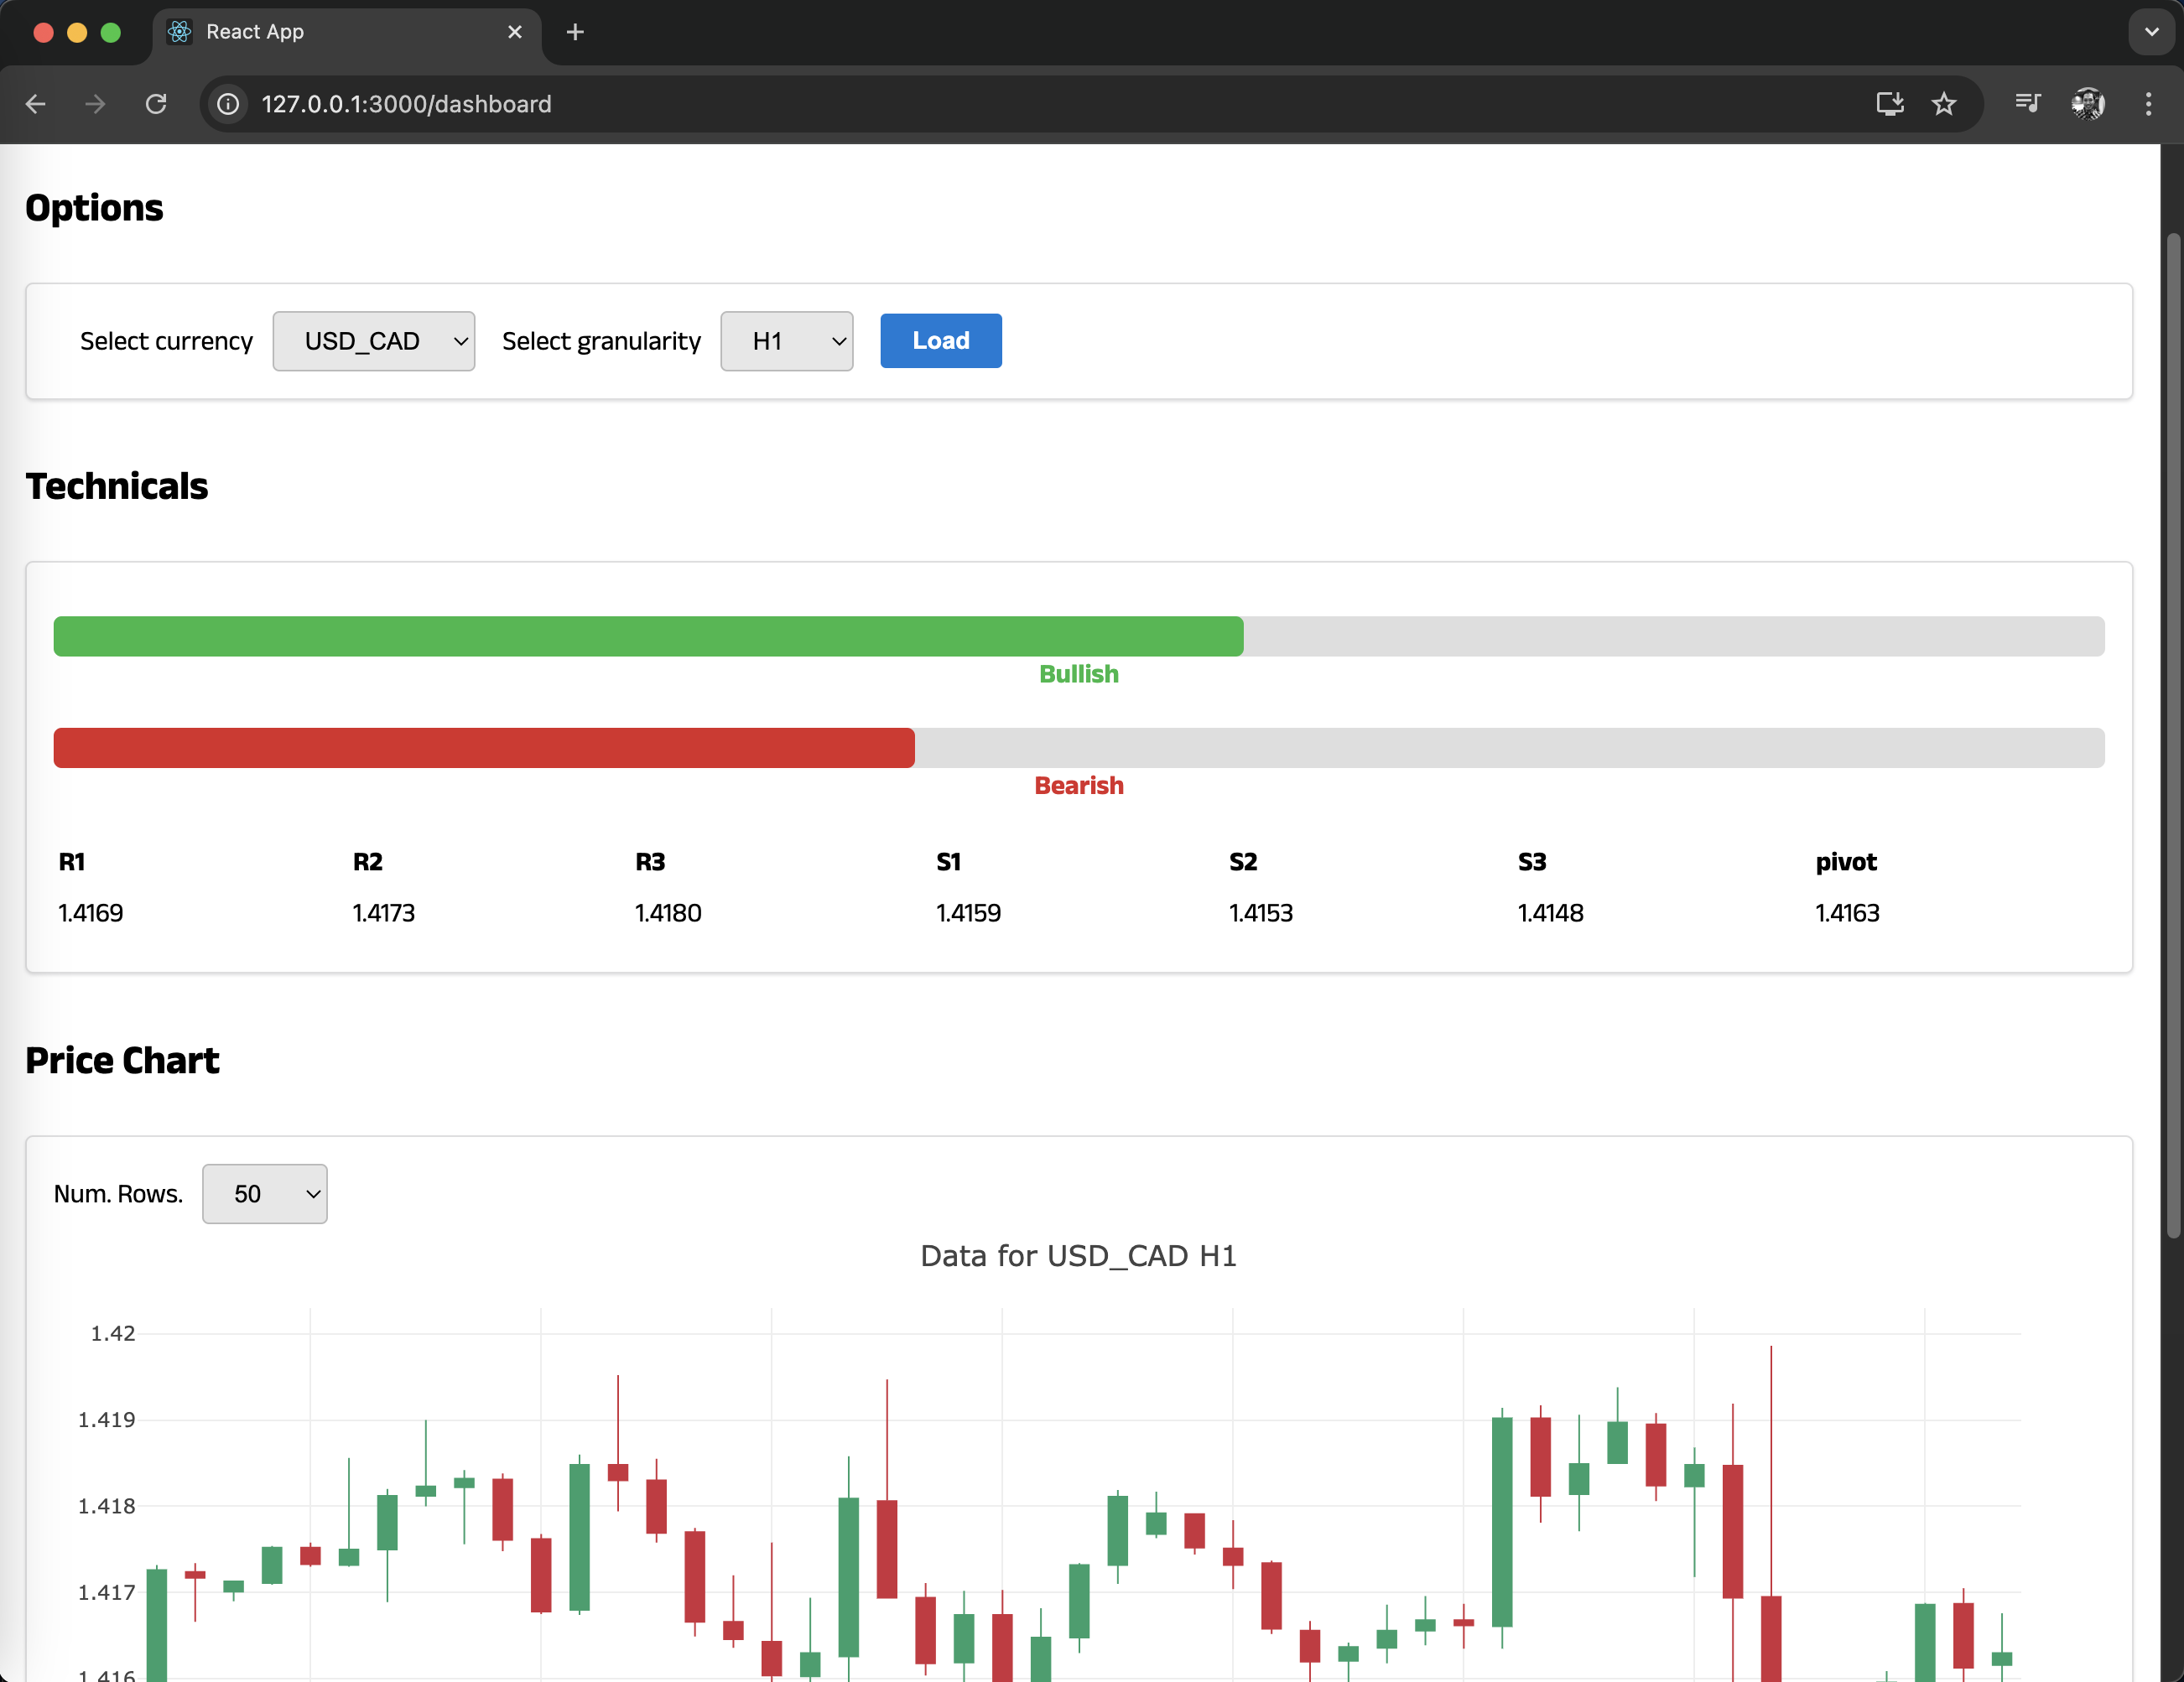 React App
127.0.0.1:3000/dashboard
Options
Select currency USD_CAD Select granularity H1 Load
Technicals
Bullish
Bearish
R1 R2 R3 S1 S2 S3 pivot
1.4169 1.4173 1.4180 1.4159 1.4153 1.4148 1.4163
Price Chart
Num. Rows. 50
Data for USD_CAD H1
1.42
1.419
1.418
1.417
1.416